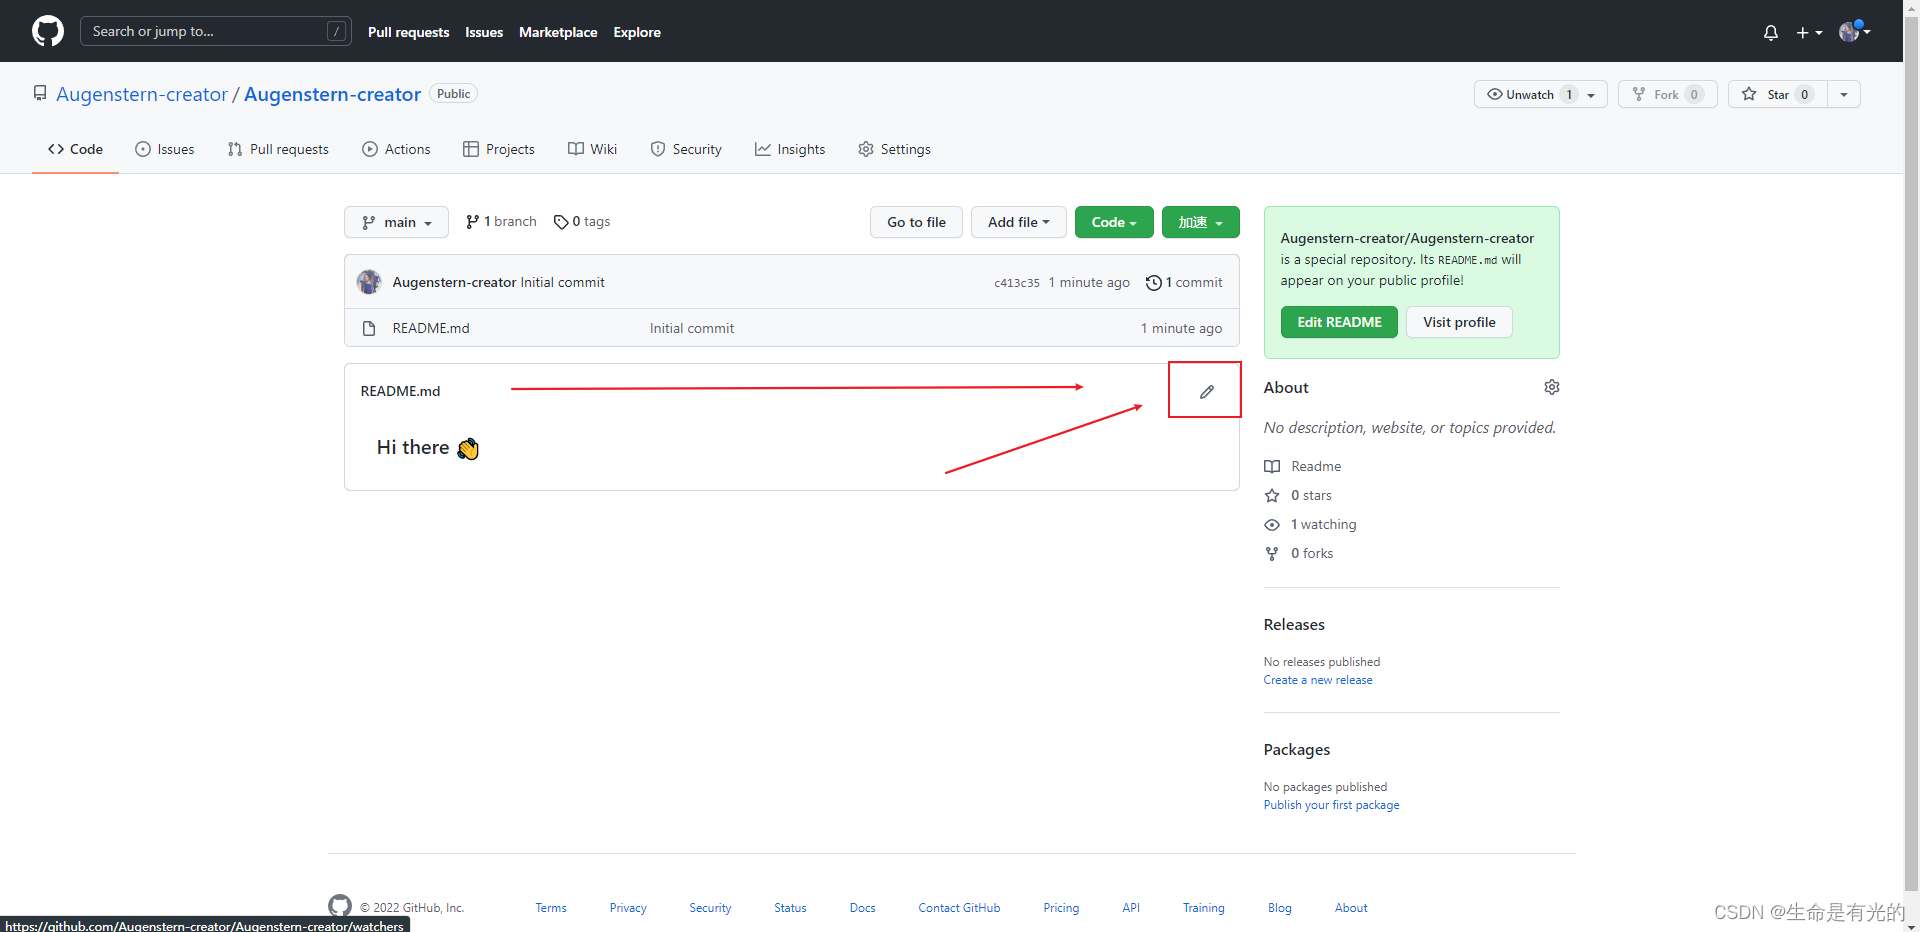 Search or jump to... / Pull requests Issues Marketplace Explore
Augenstern-creator / Augenstern-creator Public Unwatch 1 Fork 0 Star 0
Code Issues Pull requests Actions Projects Wiki Security Insights Settings
main 1 branch 0 tags Go to file Add file Code 加速
Augenstern-creator Initial commit c413c35 1 minute ago 1 commit
README.md Initial commit 1 minute ago
README.md
Hi there 👋
Augenstern-creator/Augenstern-creator
is a special repository. Its README.md will
appear on your public profile!
Edit README Visit profile
About
No description, website, or topics provided.
Readme
0 stars
1 watching
0 forks
Releases
No releases published
Create a new release
Packages
No packages published
Publish your first package
© 2022 GitHub, Inc. Terms Privacy Security Status Docs Contact GitHub Pricing API Training Blog About
https://github.com/Augenstern-creator/Augenstern-creator/watchers
CSDN @生命是有光的